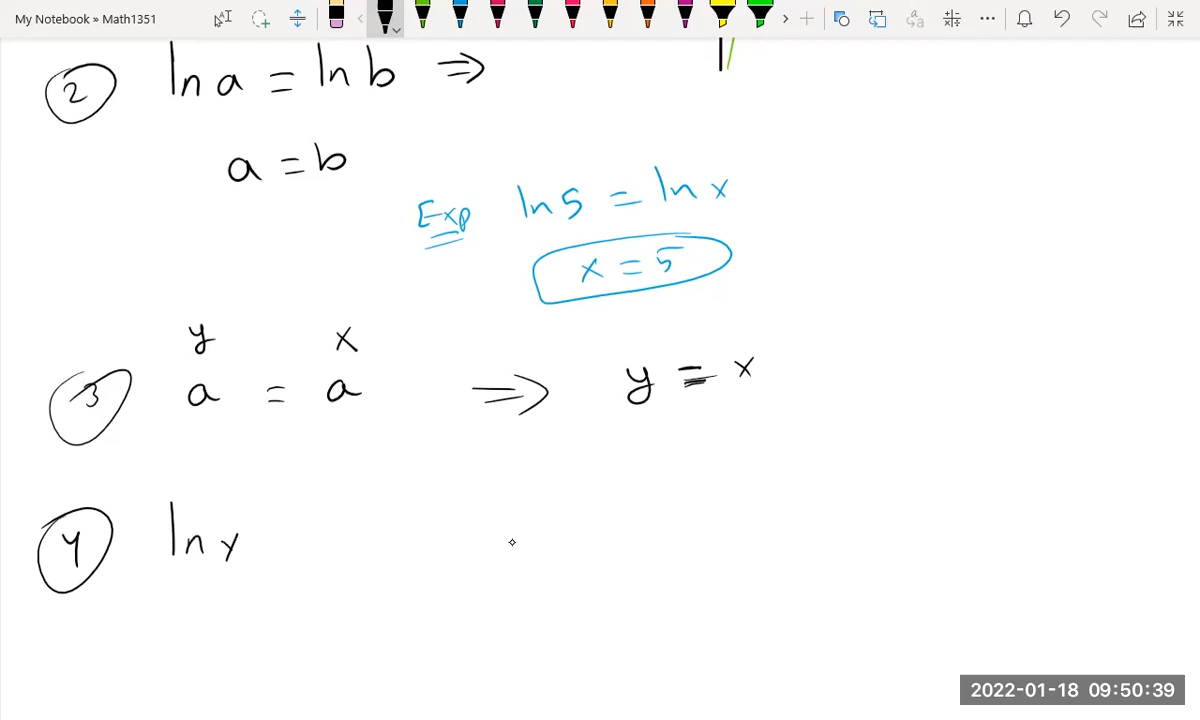 My Notebook » Math1351
② ln a = ln b ⇒
a = b
Exp ln 5 = ln x
x = 5
③ a^y = a^x ⇒ y = x
④ ln y
2022-01-18 09:50:39